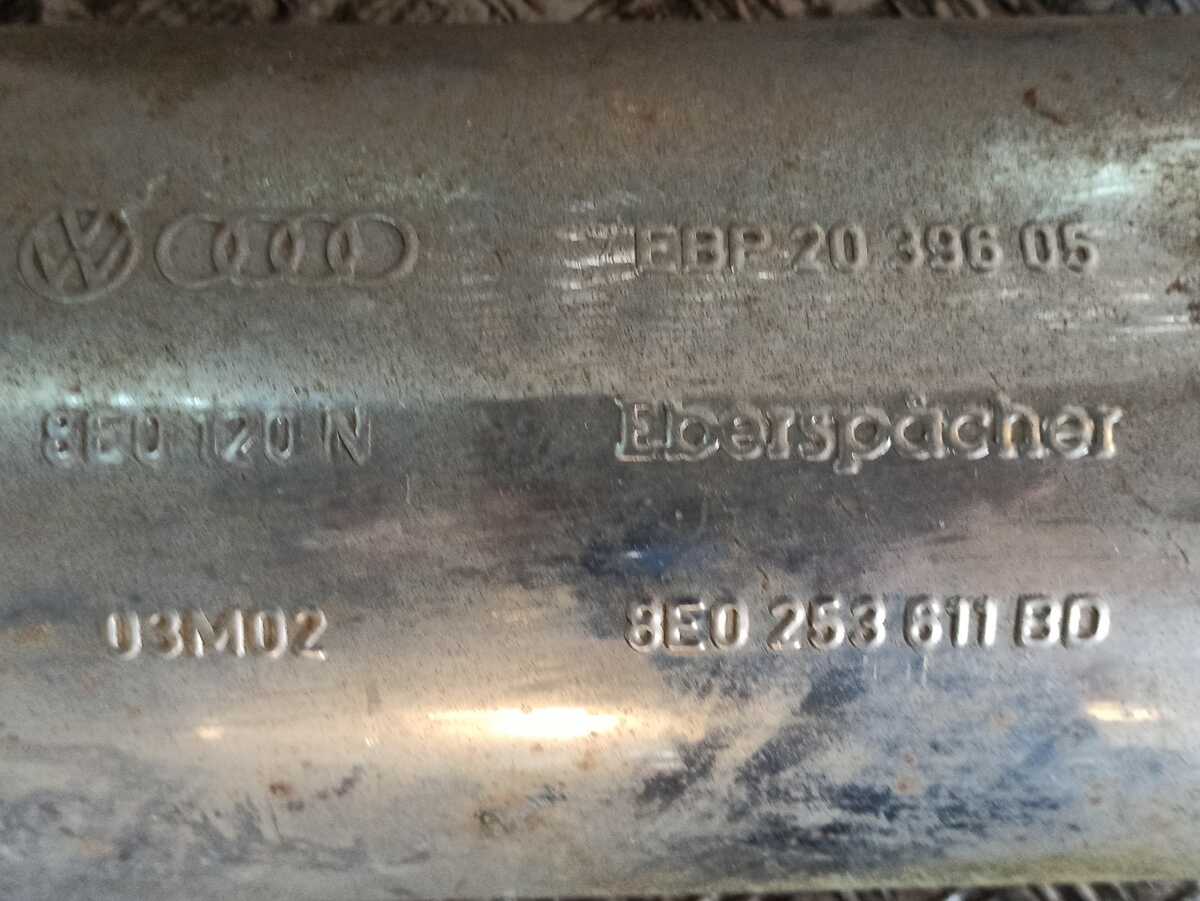 EBP 20 396 05
8E0 120 N Eberspächer
03M02 8E0 253 611 BD